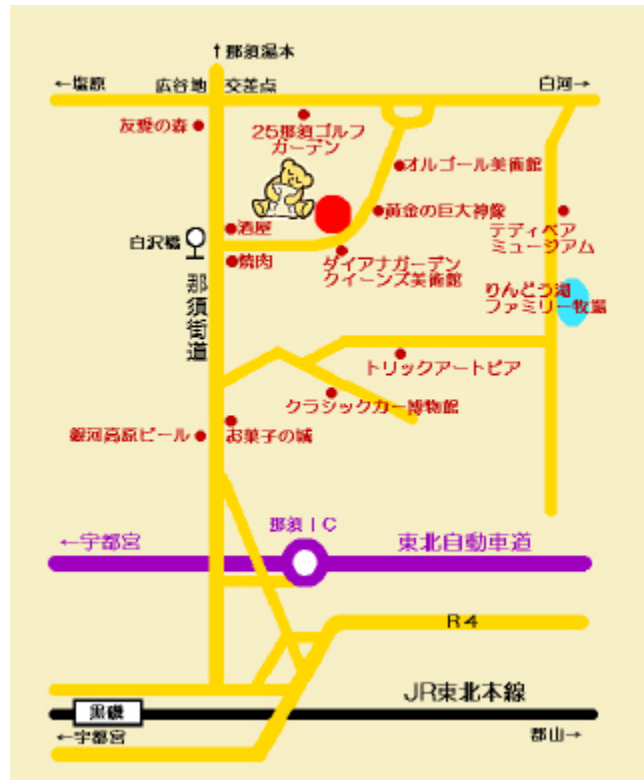 ↑那須湯本
←塩原
広谷地
交差点
白河→
友愛の森
25那須ゴルフ
ガーデン
オルゴール美術館
黄金の巨大神像
酒屋
白沢橋
テディベア
ミュージアム
焼肉
ダイアナガーデン
クイーンズ美術館
那須街道
りんどう湖
ファミリー牧場
トリックアートピア
クラシックカー博物館
銀河高原ビール
お菓子の城
那須IC
←宇都宮
東北自動車道
R4
JR東北本線
黒磯
←宇都宮
郡山→